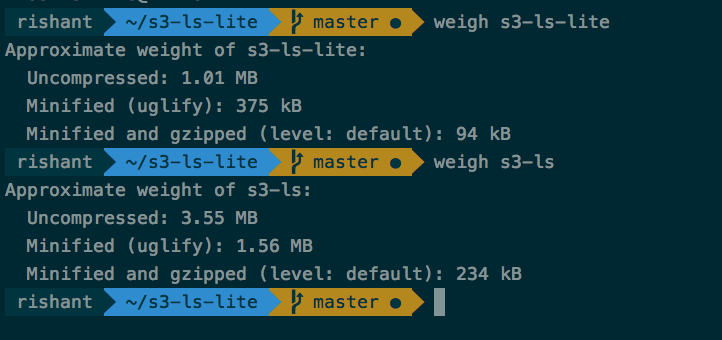 rishant ~/s3-ls-lite master ● weigh s3-ls-lite
Approximate weight of s3-ls-lite:
Uncompressed: 1.01 MB
Minified (uglify): 375 kB
Minified and gzipped (level: default): 94 kB
rishant ~/s3-ls-lite master ● weigh s3-ls
Approximate weight of s3-ls:
Uncompressed: 3.55 MB
Minified (uglify): 1.56 MB
Minified and gzipped (level: default): 234 kB
rishant ~/s3-ls-lite master ●